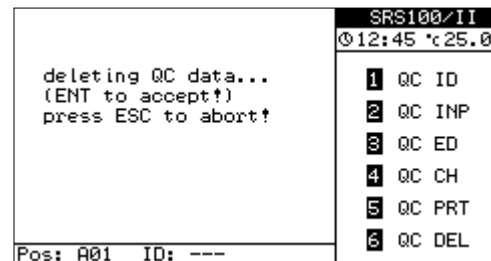 SRS100/II
12:45 °c25.0
deleting QC data...
(ENT to accept!)
press ESC to abort!
1 QC ID
2 QC INP
3 QC ED
4 QC CH
5 QC PRT
6 QC DEL
Pos: A01 ID: ---